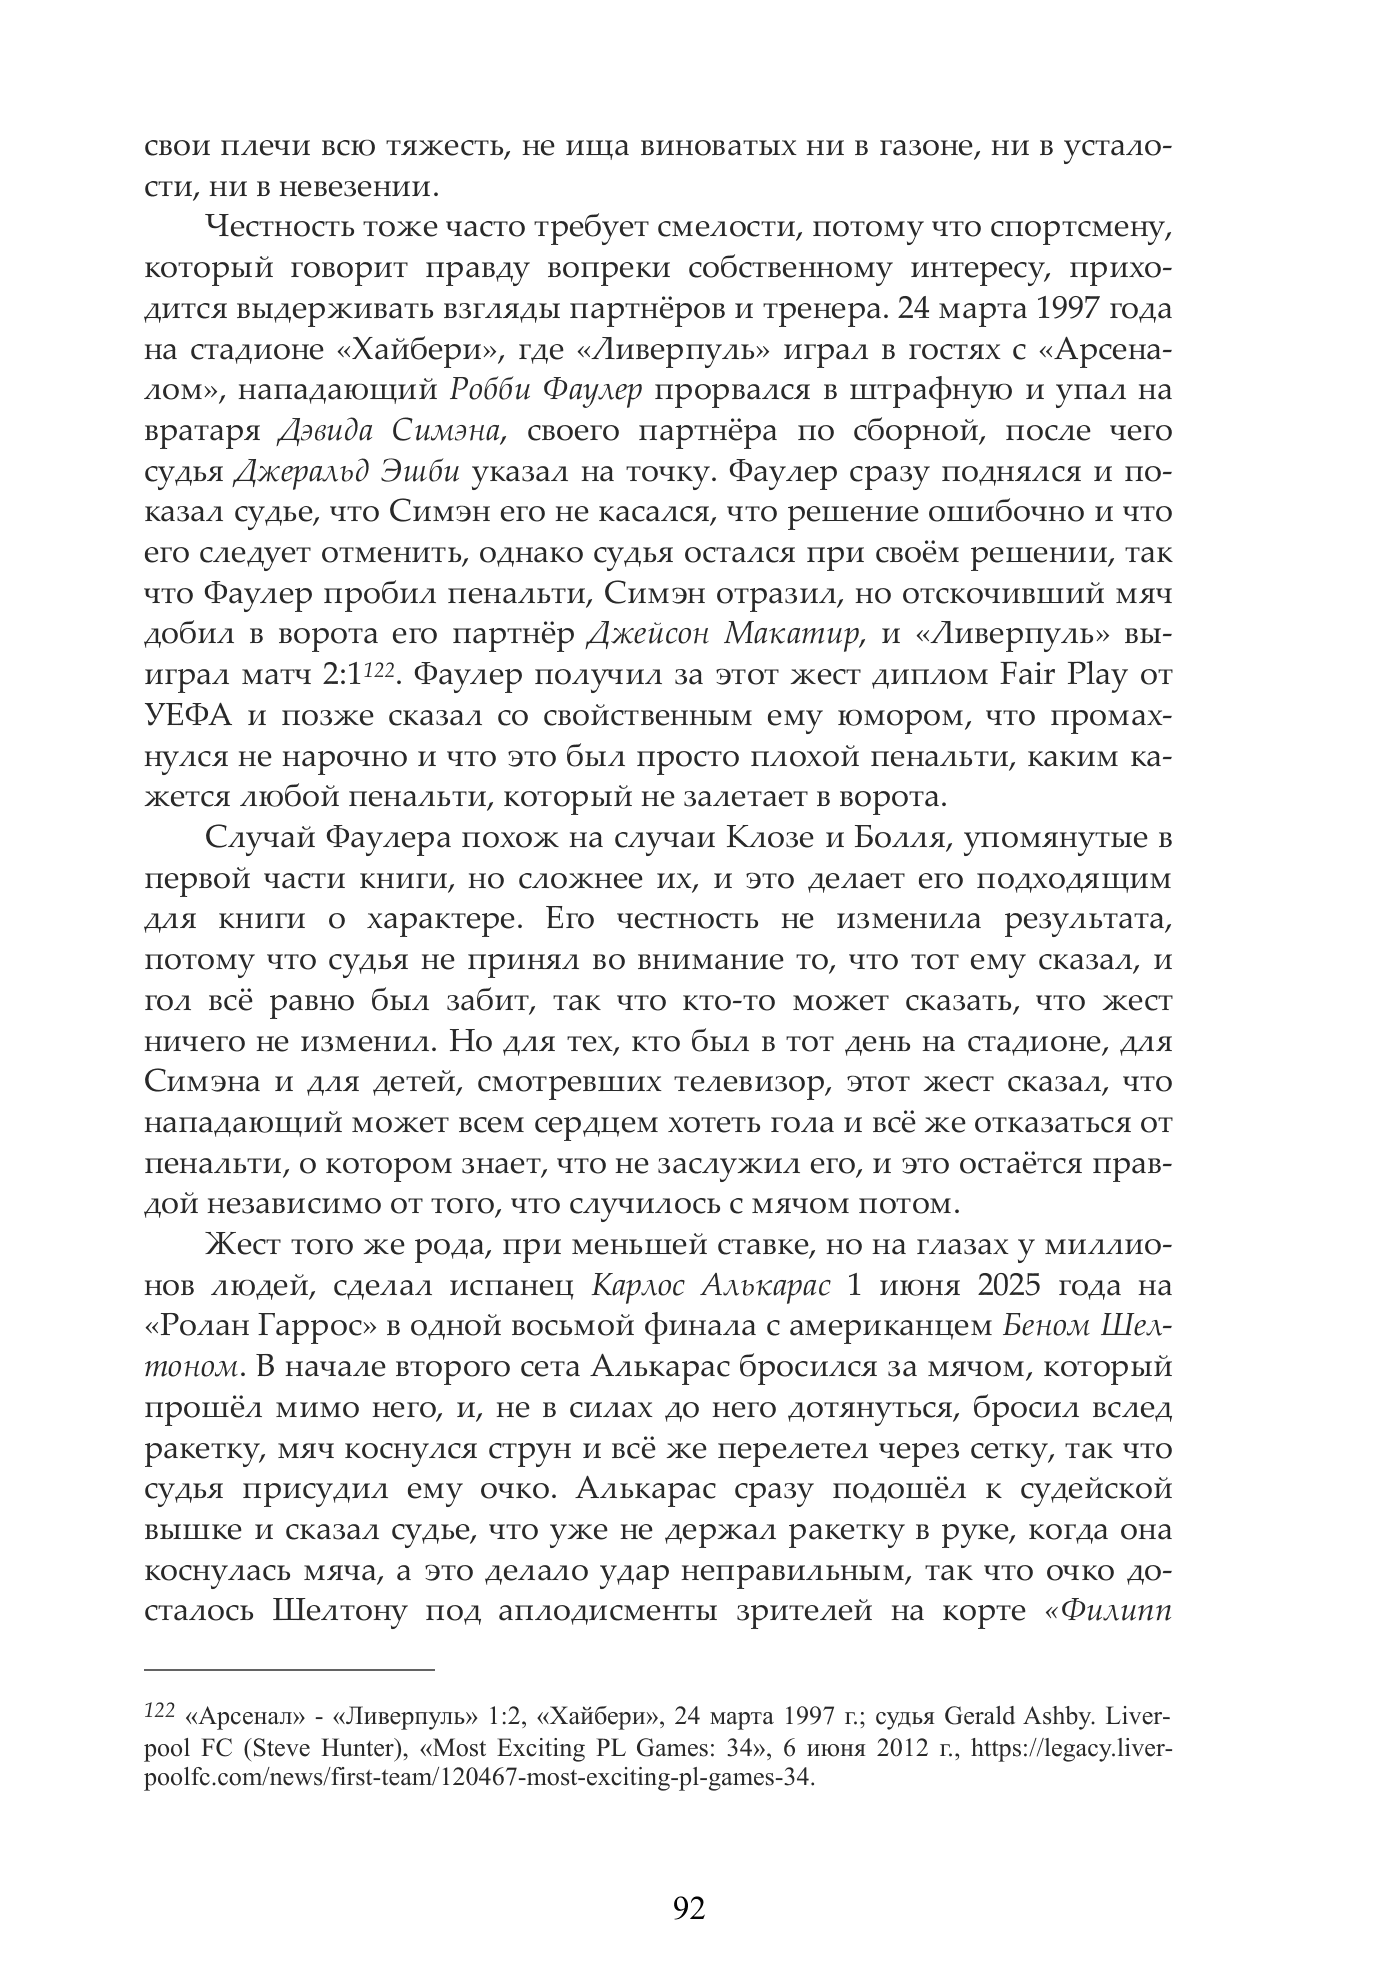 свои плечи всю тяжесть, не ища виноватых ни в газоне, ни в устало-
сти, ни в невезении.
Честность тоже часто требует смелости, потому что спортсмену,
который говорит правду вопреки собственному интересу, прихо-
дится выдерживать взгляды партнёров и тренера. 24 марта 1997 года
на стадионе «Хайбери», где «Ливерпуль» играл в гостях с «Арсена-
лом», нападающий Робби Фаулер прорвался в штрафную и упал на
вратаря Дэвида Симэна, своего партнёра по сборной, после чего
судья Джеральд Эшби указал на точку. Фаулер сразу поднялся и по-
казал судье, что Симэн его не касался, что решение ошибочно и что
его следует отменить, однако судья остался при своём решении, так
что Фаулер пробил пенальти, Симэн отразил, но отскочивший мяч
добил в ворота его партнёр Джейсон Макатир, и «Ливерпуль» вы-
играл матч 2:1122. Фаулер получил за этот жест диплом Fair Play от
УЕФА и позже сказал со свойственным ему юмором, что промах-
нулся не нарочно и что это был просто плохой пенальти, каким ка-
жется любой пенальти, который не залетает в ворота.
Случай Фаулера похож на случаи Клозе и Болля, упомянутые в
первой части книги, но сложнее их, и это делает его подходящим
для книги о характере. Его честность не изменила результата,
потому что судья не принял во внимание то, что тот ему сказал, и
гол всё равно был забит, так что кто-то может сказать, что жест
ничего не изменил. Но для тех, кто был в тот день на стадионе, для
Симэна и для детей, смотревших телевизор, этот жест сказал, что
нападающий может всем сердцем хотеть гола и всё же отказаться от
пенальти, о котором знает, что не заслужил его, и это остаётся прав-
дой независимо от того, что случилось с мячом потом.
Жест того же рода, при меньшей ставке, но на глазах у миллио-
нов людей, сделал испанец Карлос Алькарас 1 июня 2025 года на
«Ролан Гаррос» в одной восьмой финала с американцем Беном Шел-
тоном. В начале второго сета Алькарас бросился за мячом, который
прошёл мимо него, и, не в силах до него дотянуться, бросил вслед
ракетку, мяч коснулся струн и всё же перелетел через сетку, так что
судья присудил ему очко. Алькарас сразу подошёл к судейской
вышке и сказал судье, что уже не держал ракетку в руке, когда она
коснулась мяча, а это делало удар неправильным, так что очко до-
сталось Шелтону под аплодисменты зрителей на корте «Филипп
122 «Арсенал» - «Ливерпуль» 1:2, «Хайбери», 24 марта 1997 г.; судья Gerald Ashby. Liver-
pool FC (Steve Hunter), «Most Exciting PL Games: 34», 6 июня 2012 г., https://legacy.liver-
poolfc.com/news/first-team/120467-most-exciting-pl-games-34.
92